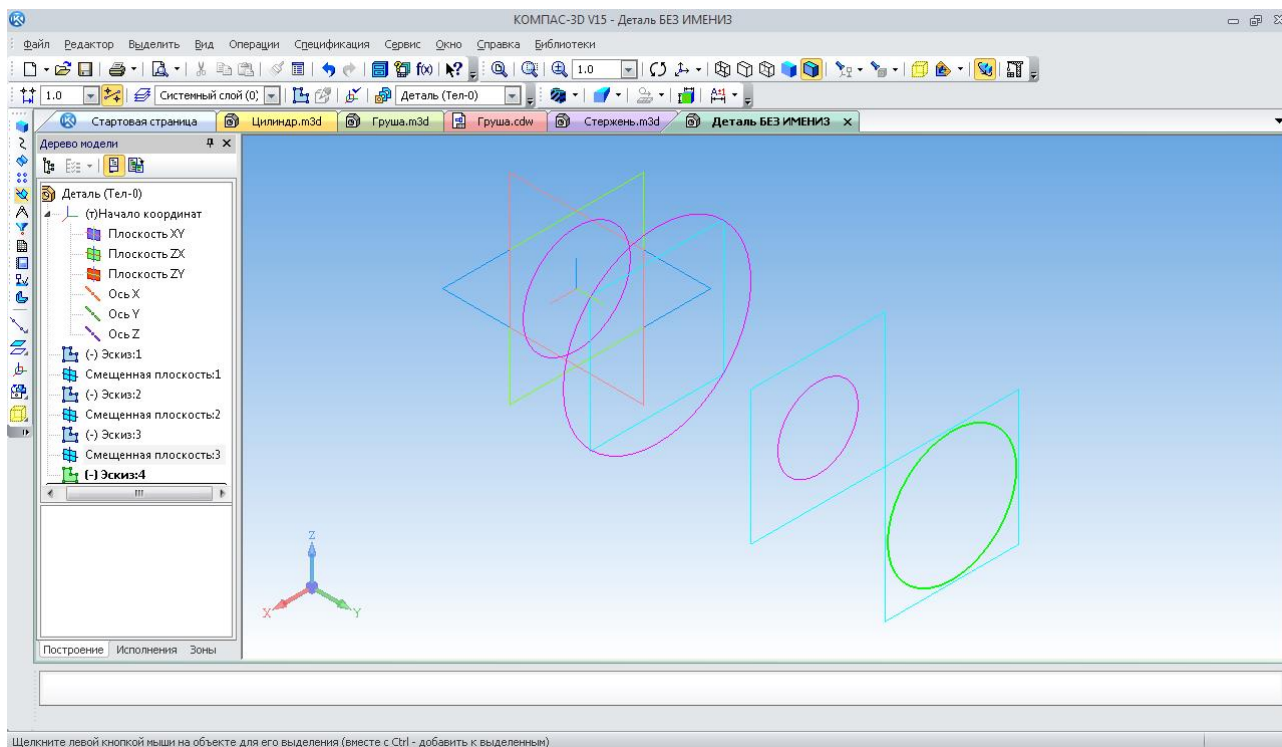 КОМПАС-3D V15 - Деталь БЕЗ ИМЕНИ3
Файл Редактор Выделить Вид Операции Спецификация Сервис Окно Справка Библиотеки
f(x) 1.0
1.0 Системный слой (0) Деталь (Тел-0)
Стартовая страница Цилиндр.m3d Груша.m3d Груша.cdw Стержень.m3d Деталь БЕЗ ИМЕНИ3
Дерево модели
Деталь (Тел-0)
(т)Начало координат
Плоскость XY
Плоскость ZX
Плоскость ZY
Ось X
Ось Y
Ось Z
(-) Эскиз:1
Смещенная плоскость:1
(-) Эскиз:2
Смещенная плоскость:2
(-) Эскиз:3
Смещенная плоскость:3
(-) Эскиз:4
Z
X Y
Построение Исполнения Зоны
Щелкните левой кнопкой мыши на объекте для его выделения (вместе с Ctrl - добавить к выделенным)